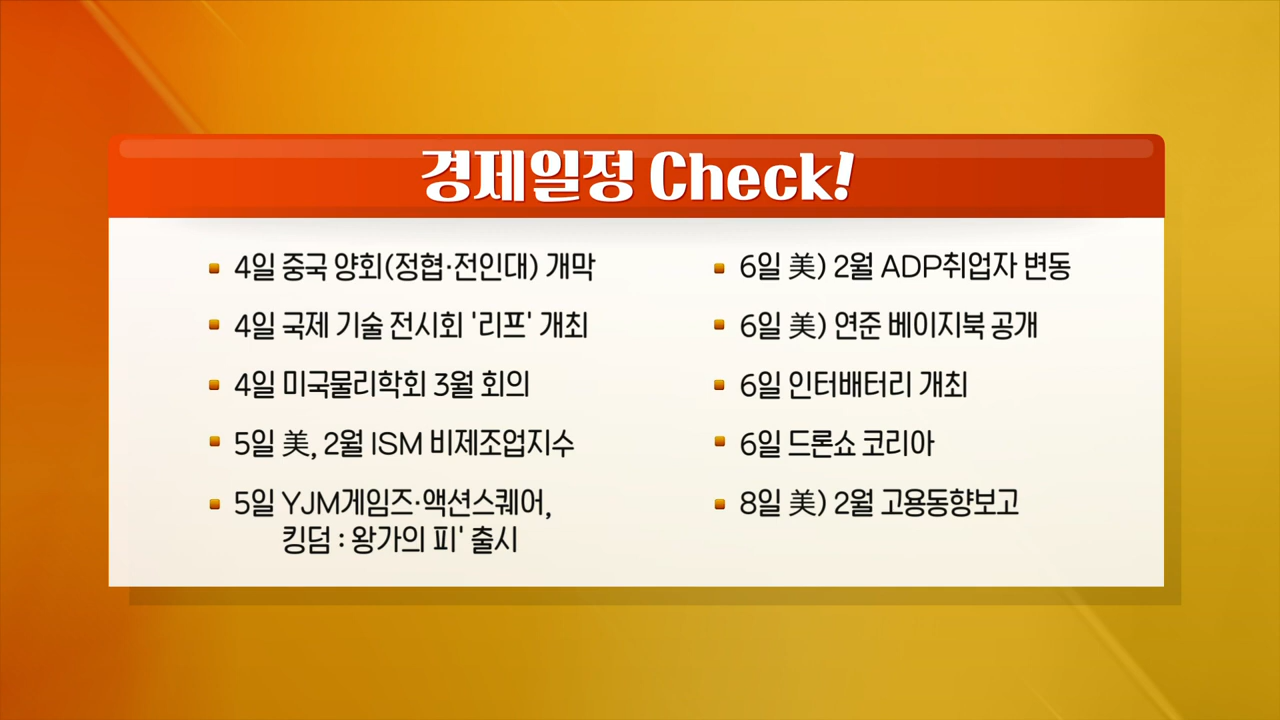 경제일정 Check!
4일 중국 양회(정협·전인대) 개막
4일 국제 기술 전시회 '리프' 개최
4일 미국물리학회 3월 회의
5일 美, 2월 ISM 비제조업지수
5일 YJM게임즈·액션스퀘어,
킹덤 : 왕가의 피' 출시
6일 美) 2월 ADP취업자 변동
6일 美) 연준 베이지북 공개
6일 인터배터리 개최
6일 드론쇼 코리아
8일 美) 2월 고용동향보고